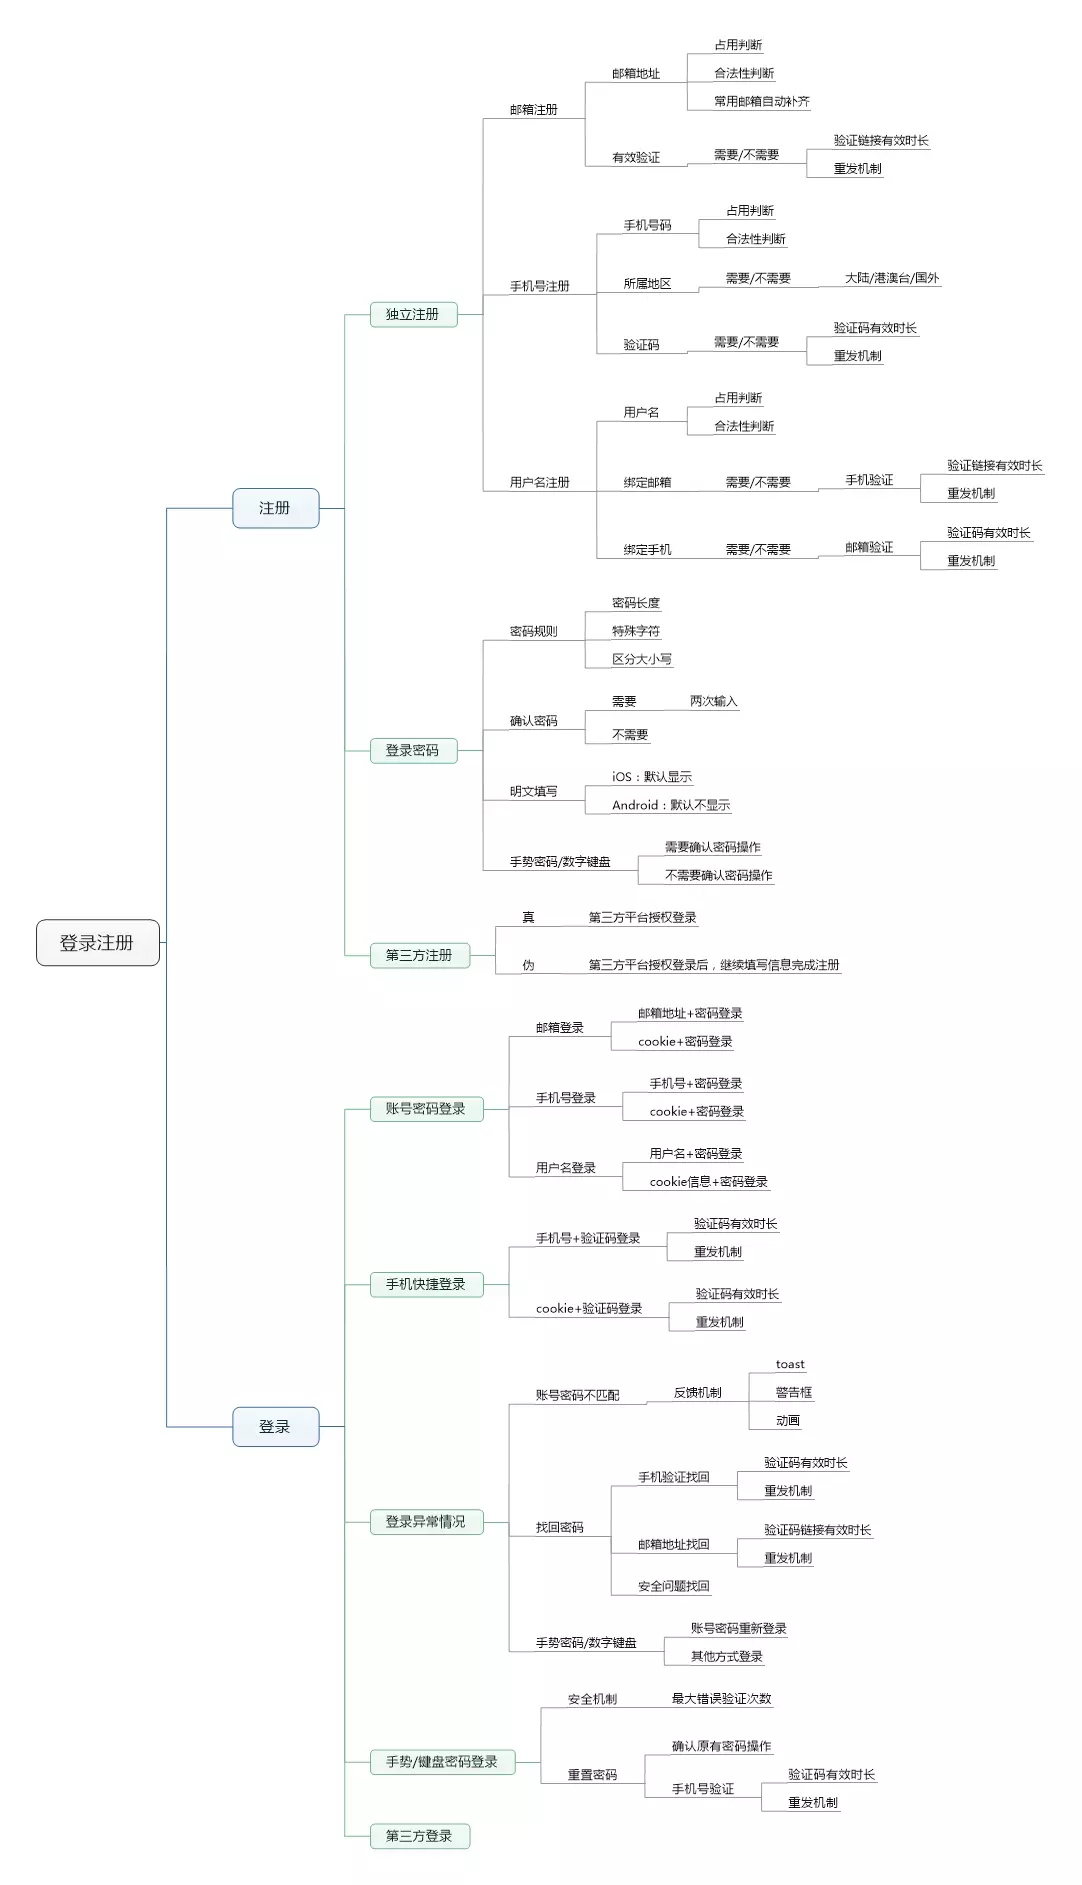 登录注册
注册
独立注册
邮箱注册
邮箱地址
占用判断
合法性判断
常用邮箱自动补齐
有效验证
需要/不需要
验证链接有效时长
重发机制
手机号注册
手机号码
占用判断
合法性判断
所属地区
需要/不需要
大陆/港澳台/国外
验证码
需要/不需要
验证码有效时长
重发机制
用户名注册
用户名
占用判断
合法性判断
绑定邮箱
需要/不需要
手机验证
验证链接有效时长
重发机制
绑定手机
需要/不需要
邮箱验证
验证码有效时长
重发机制
登录密码
密码规则
密码长度
特殊字符
区分大小写
确认密码
需要
两次输入
不需要
明文填写
iOS：默认显示
Android：默认不显示
手势密码/数字键盘
需要确认密码操作
不需要确认密码操作
第三方注册
真
第三方平台授权登录
伪
第三方平台授权登录后，继续填写信息完成注册
登录
账号密码登录
邮箱登录
邮箱地址+密码登录
cookie+密码登录
手机号登录
手机号+密码登录
cookie+密码登录
用户名登录
用户名+密码登录
cookie信息+密码登录
手机快捷登录
手机号+验证码登录
验证码有效时长
重发机制
cookie+验证码登录
验证码有效时长
重发机制
登录异常情况
账号密码不匹配
反馈机制
toast
警告框
动画
找回密码
手机验证找回
验证码有效时长
重发机制
邮箱地址找回
验证码链接有效时长
重发机制
安全问题找回
手势密码/数字键盘
账号密码重新登录
其他方式登录
手势/键盘密码登录
安全机制
最大错误验证次数
重置密码
确认原有密码操作
手机号验证
验证码有效时长
重发机制
第三方登录